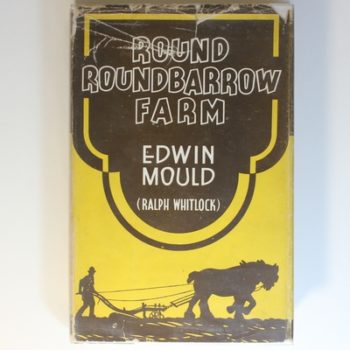 ROUND
ROUNDBARROW
FARM
EDWIN
MOULD
(RALPH WHITLOCK)